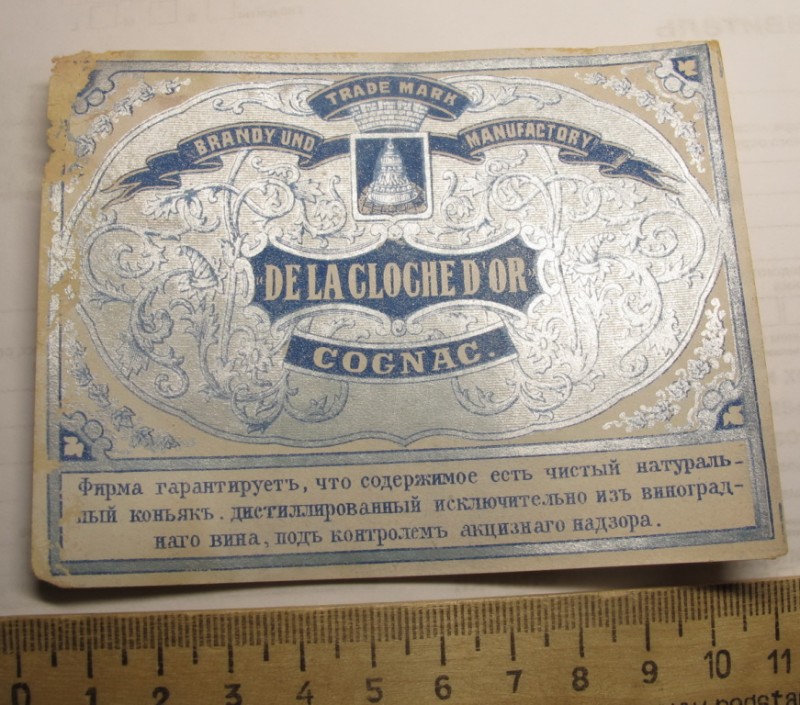 TRADE MARK
BRANDY UND MANUFACTORY
"DE LA CLOCHE D'OR"
COGNAC.
Фирма гарантируетъ, что содержимое есть чистый натураль-
ный коньякъ. дистиллированный исключительно изъ виноград-
наго вина, подъ контролемъ акцизнаго надзора.
0 1 2 3 4 5 6 7 8 9 10 11